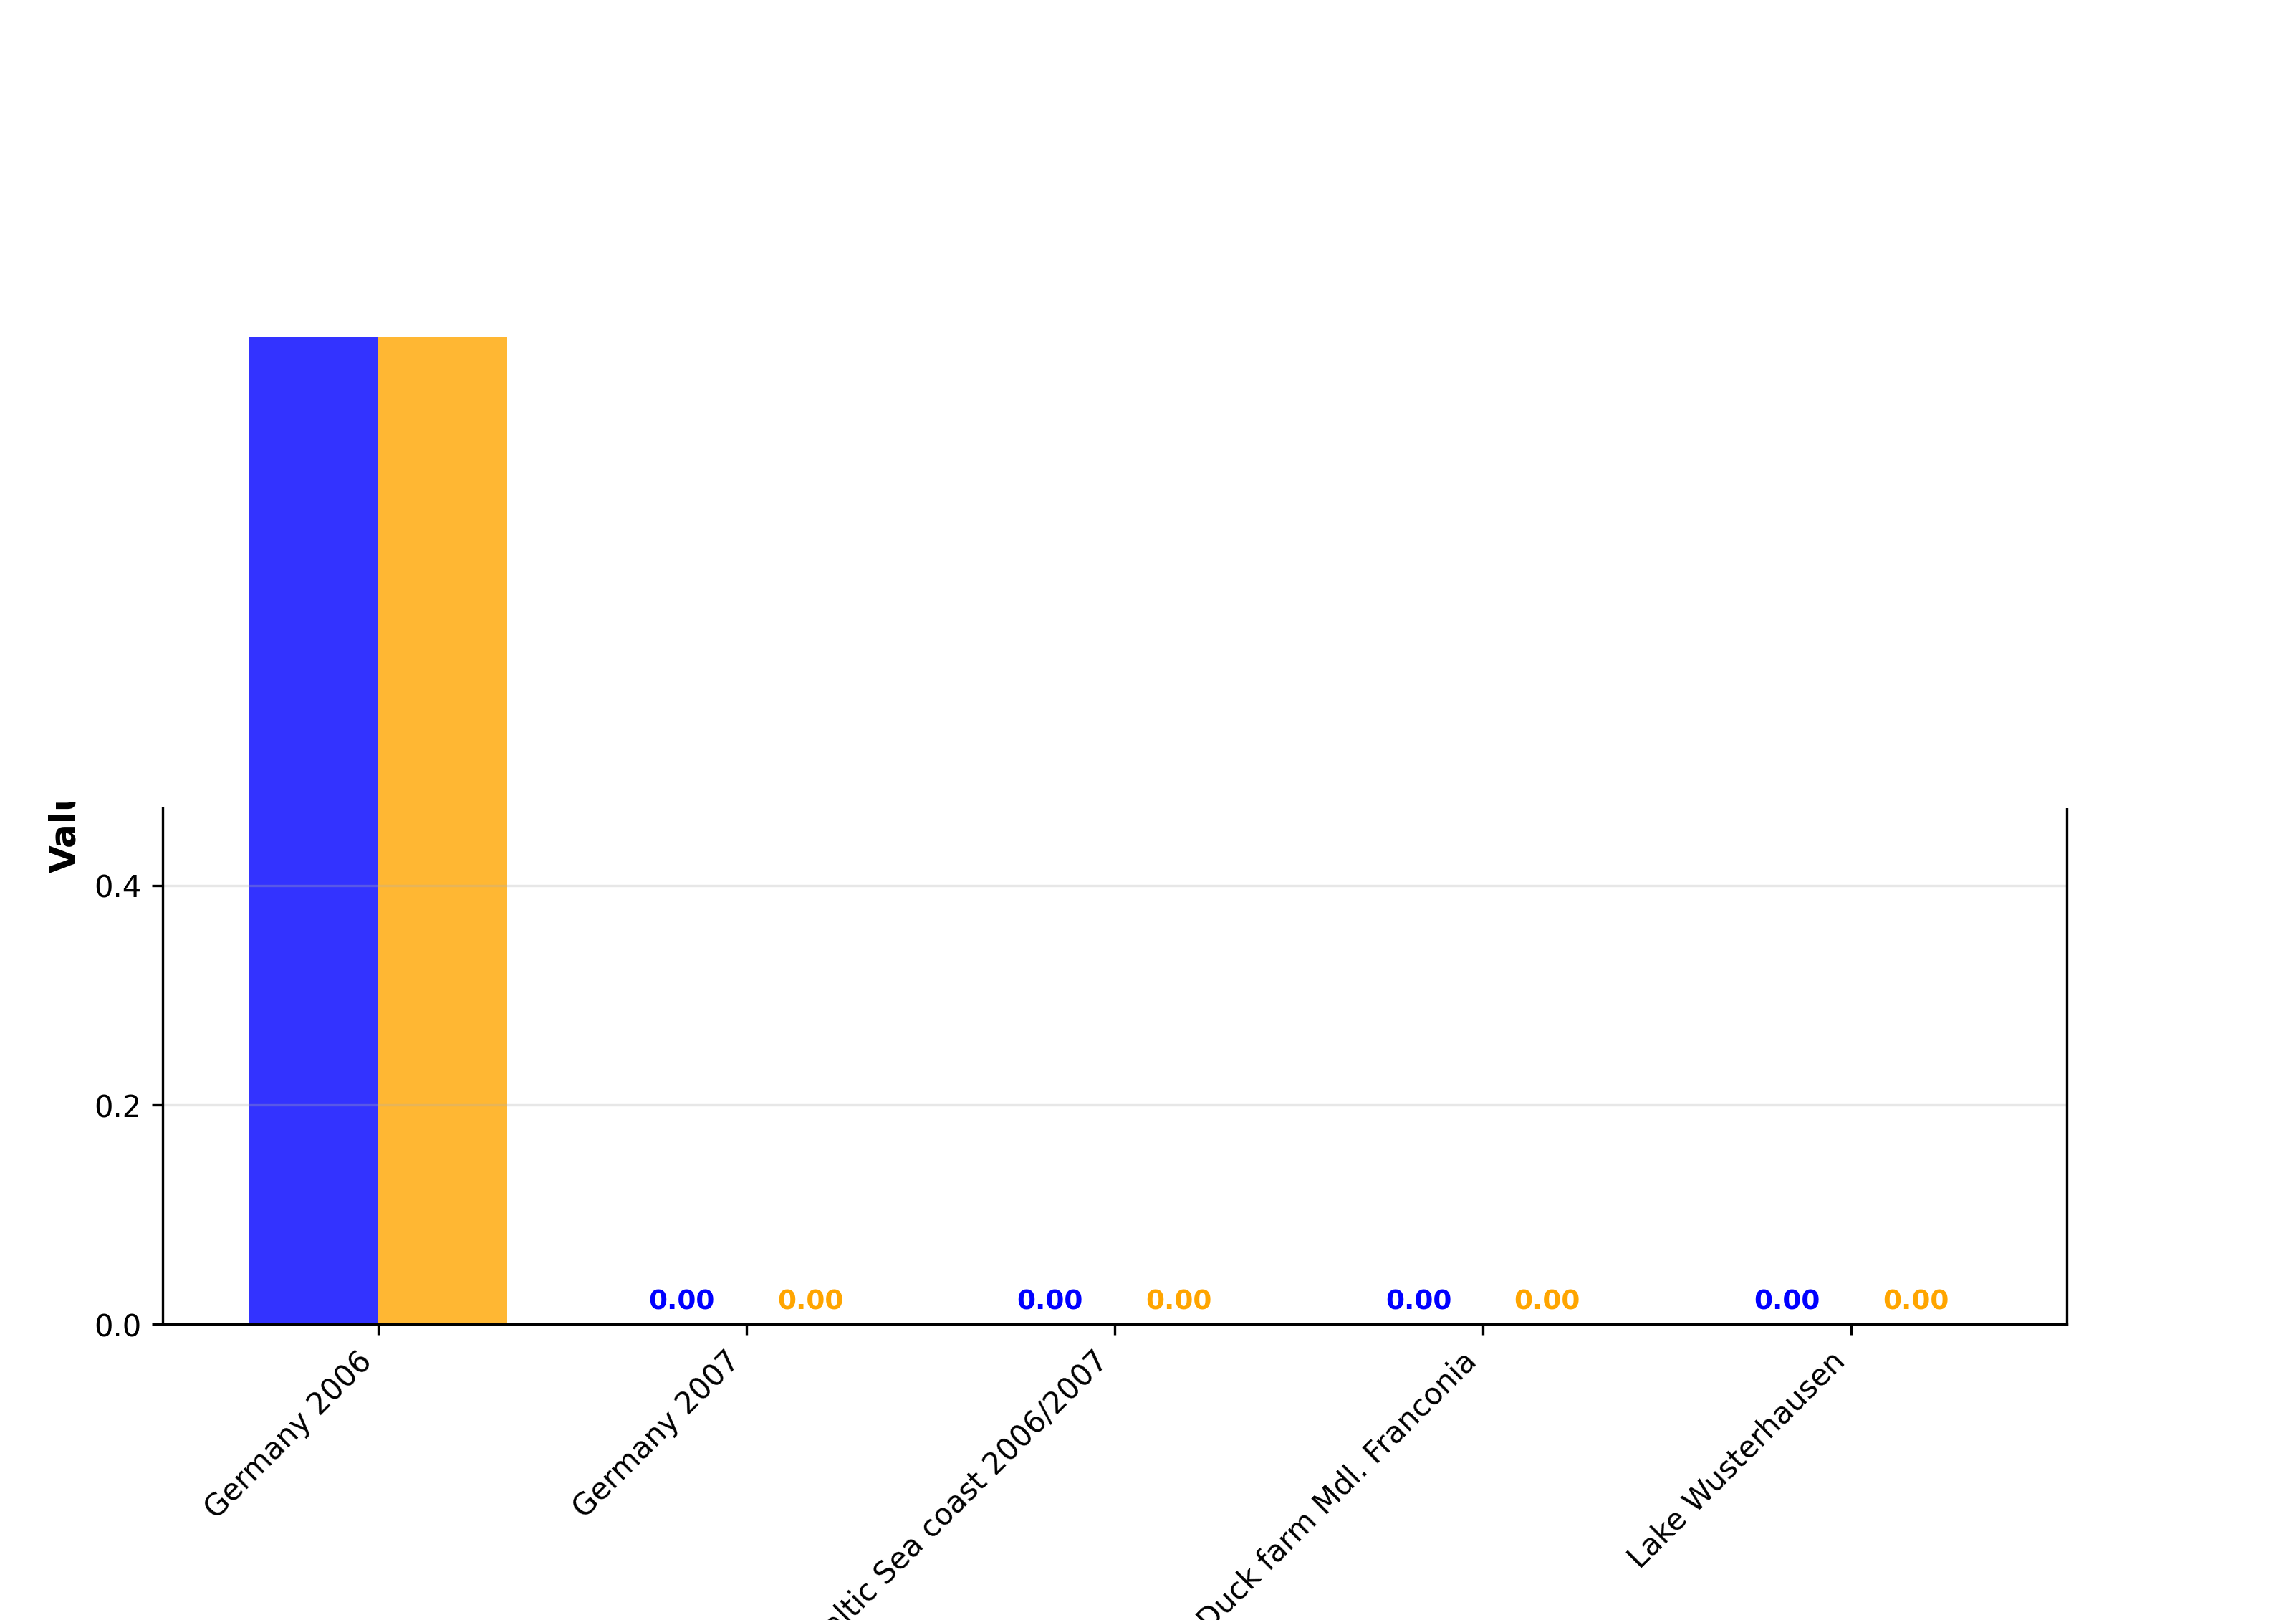 Valu
0.4
0.2
0.0
0.00 0.00 0.00 0.00 0.00 0.00 0.00 0.00
Germany 2006
Germany 2007
ltic Sea coast 2006/2007
Duck farm Mdl. Franconia
Lake Wusterhausen